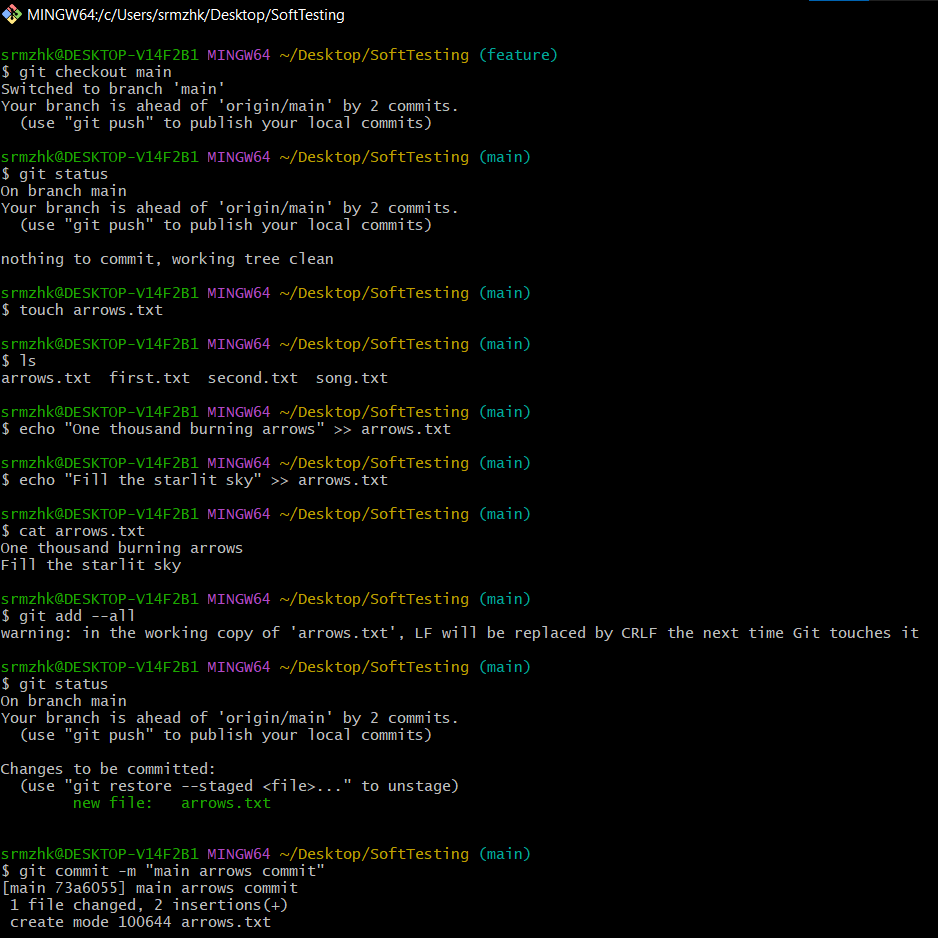 MINGW64:/c/Users/srmzhk/Desktop/SoftTesting
srmzhk@DESKTOP-V14F2B1 MINGW64 ~/Desktop/SoftTesting (feature)
$ git checkout main
Switched to branch 'main'
Your branch is ahead of 'origin/main' by 2 commits.
  (use "git push" to publish your local commits)
srmzhk@DESKTOP-V14F2B1 MINGW64 ~/Desktop/SoftTesting (main)
$ git status
On branch main
Your branch is ahead of 'origin/main' by 2 commits.
  (use "git push" to publish your local commits)
nothing to commit, working tree clean
srmzhk@DESKTOP-V14F2B1 MINGW64 ~/Desktop/SoftTesting (main)
$ touch arrows.txt
srmzhk@DESKTOP-V14F2B1 MINGW64 ~/Desktop/SoftTesting (main)
$ ls
arrows.txt  first.txt  second.txt  song.txt
srmzhk@DESKTOP-V14F2B1 MINGW64 ~/Desktop/SoftTesting (main)
$ echo "One thousand burning arrows" >> arrows.txt
srmzhk@DESKTOP-V14F2B1 MINGW64 ~/Desktop/SoftTesting (main)
$ echo "Fill the starlit sky" >> arrows.txt
srmzhk@DESKTOP-V14F2B1 MINGW64 ~/Desktop/SoftTesting (main)
$ cat arrows.txt
One thousand burning arrows
Fill the starlit sky
srmzhk@DESKTOP-V14F2B1 MINGW64 ~/Desktop/SoftTesting (main)
$ git add --all
warning: in the working copy of 'arrows.txt', LF will be replaced by CRLF the next time Git touches it
srmzhk@DESKTOP-V14F2B1 MINGW64 ~/Desktop/SoftTesting (main)
$ git status
On branch main
Your branch is ahead of 'origin/main' by 2 commits.
  (use "git push" to publish your local commits)
Changes to be committed:
  (use "git restore --staged <file>..." to unstage)
        new file:   arrows.txt
srmzhk@DESKTOP-V14F2B1 MINGW64 ~/Desktop/SoftTesting (main)
$ git commit -m "main arrows commit"
[main 73a6055] main arrows commit
 1 file changed, 2 insertions(+)
 create mode 100644 arrows.txt